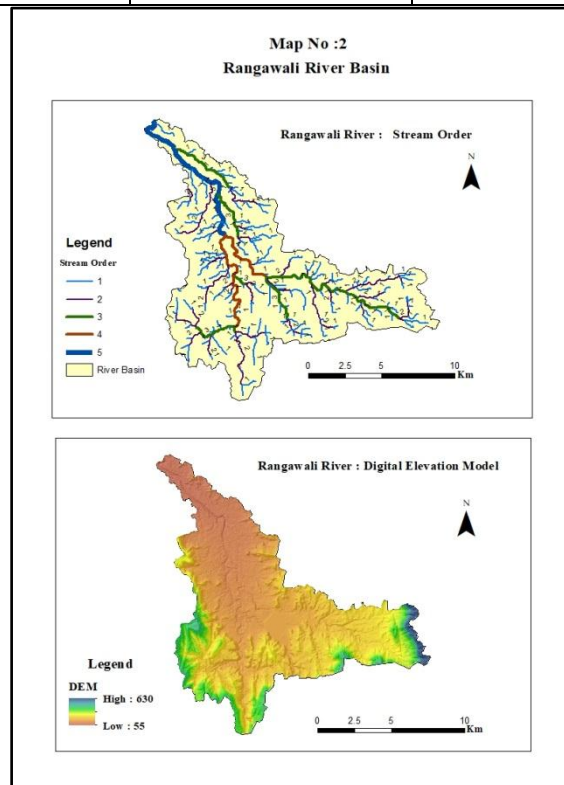 Map No :2
Rangawali River Basin
Rangawali River : Stream Order
N
Legend
Stream Order
1
2
3
4
5
River Basin
0 2.5 5 10
Km
Rangawali River : Digital Elevation Model
N
Legend
DEM
High : 630
Low : 55
0 2.5 5 10
Km